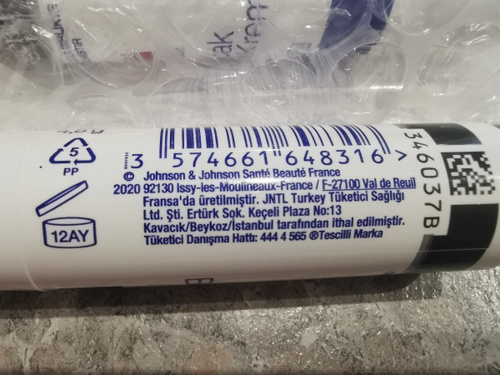 3 574661 648316 >
© Johnson & Johnson Santé Beauté France
2020 92130 Issy-les-Moulineaux-France / F-27100 Val de Reuil
Fransa'da üretilmiştir. JNTL Turkey Tüketici Sağlığı
Ltd. Şti. Ertürk Sok. Keçeli Plaza No:13
Kavacık/Beykoz/İstanbul tarafından ithal edilmiştir.
Tüketici Danışma Hattı: 444 4 565 ®Tescilli Marka
5
PP
12AY
346037B